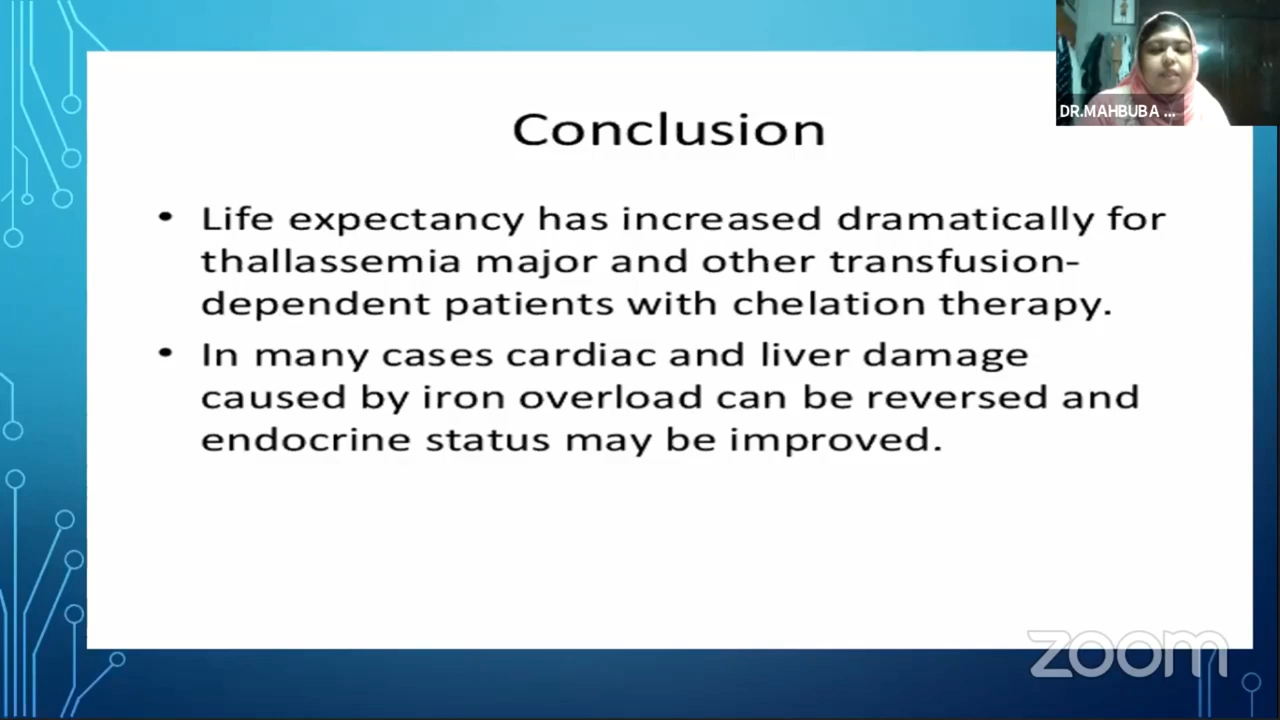 DR.MAHBUBA ...
Conclusion
• Life expectancy has increased dramatically for
thallassemia major and other transfusion-
dependent patients with chelation therapy.
• In many cases cardiac and liver damage
caused by iron overload can be reversed and
endocrine status may be improved.
zoom